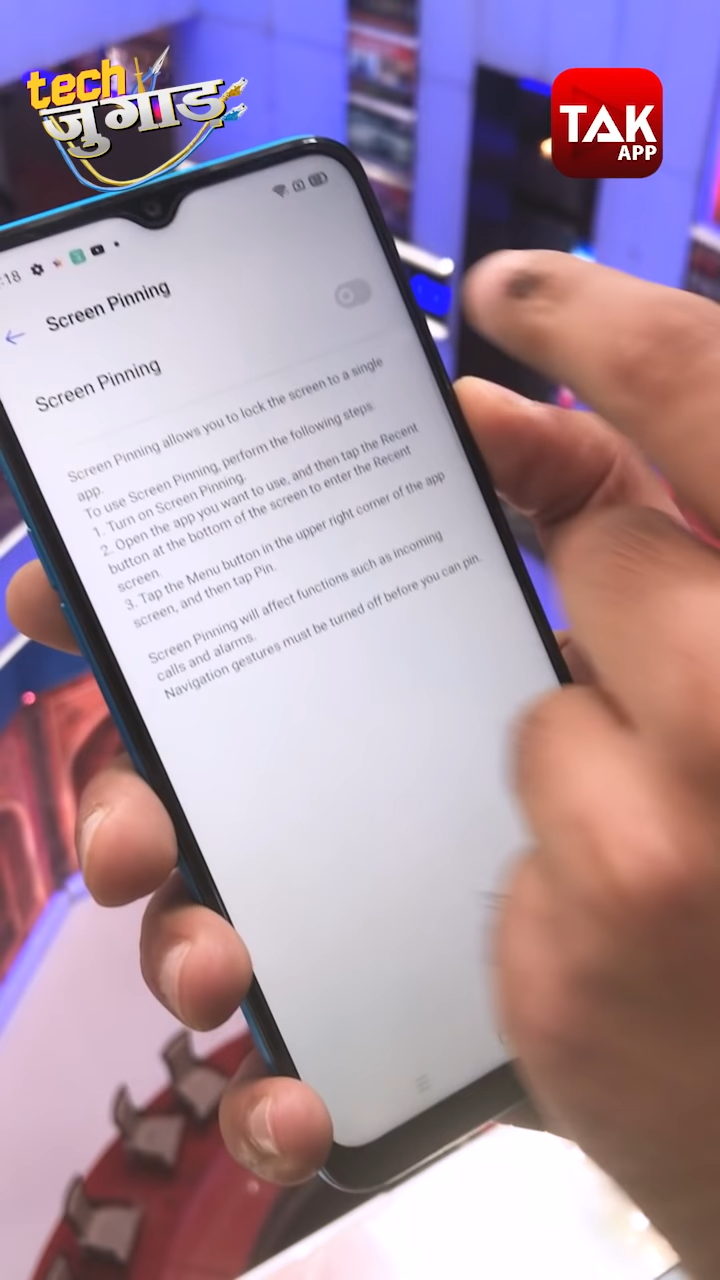 tech
जुगाड़
TAK
APP
:18
Screen Pinning
Screen Pinning
Screen Pinning allows you to lock the screen to a single
app.
To use Screen Pinning, perform the following steps:
1. Turn on Screen Pinning.
2. Open the app you want to use, and then tap the Recent
button at the bottom of the screen to enter the Recent
screen.
3. Tap the Menu button in the upper right corner of the app
screen, and then tap Pin.
Screen Pinning will affect functions such as incoming
calls and alarms.
Navigation gestures must be turned off before you can pin.